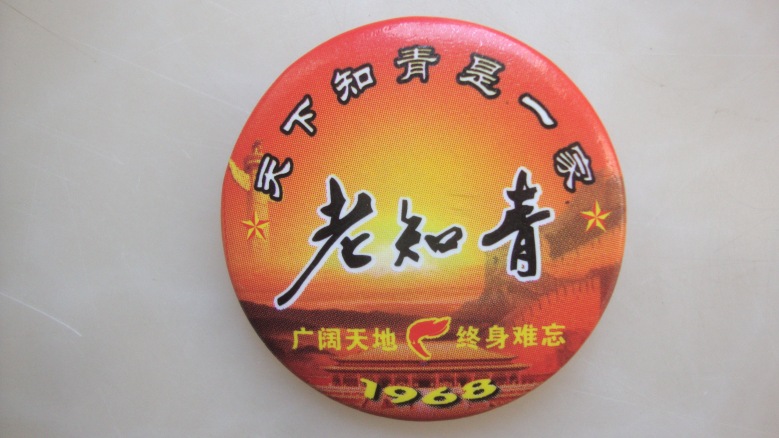 天下知青是一家
老知青
广阔天地 终身难忘
1968